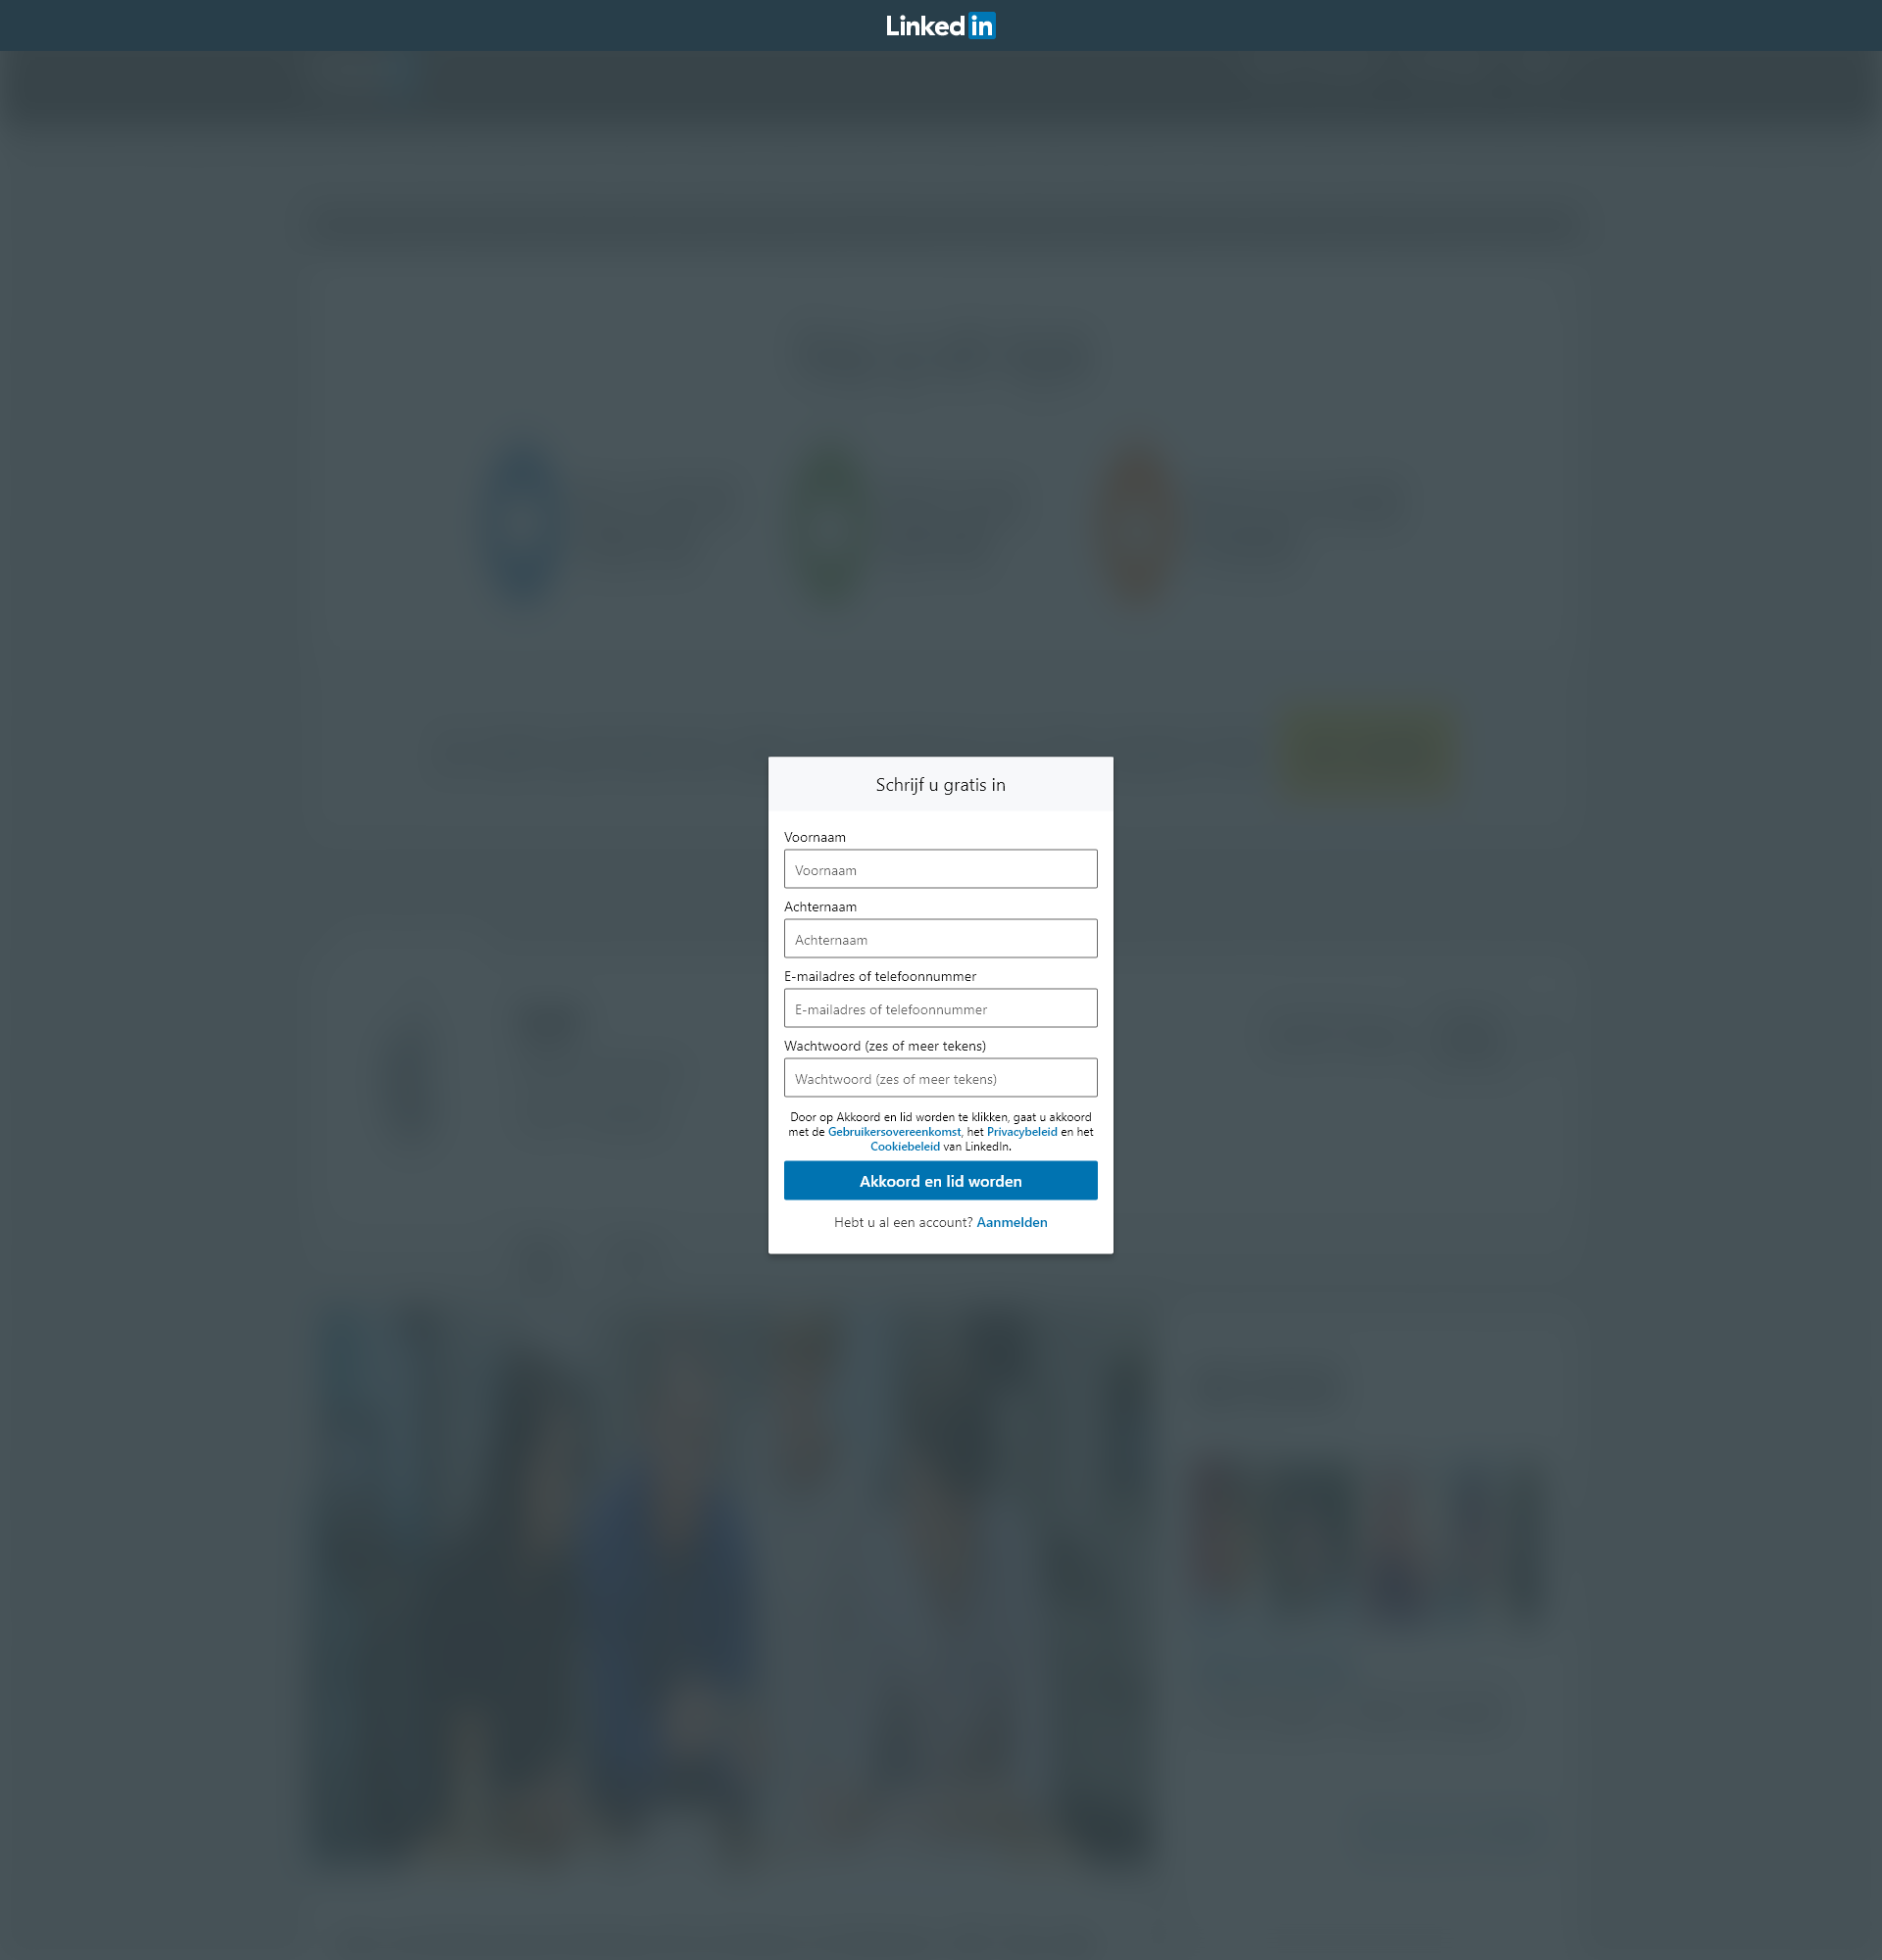 Linked in
Schrijf u gratis in
Voornaam
Voornaam
Achternaam
Achternaam
E-mailadres of telefoonnummer
E-mailadres of telefoonnummer
Wachtwoord (zes of meer tekens)
Wachtwoord (zes of meer tekens)
Door op Akkoord en lid worden te klikken, gaat u akkoord
met de Gebruikersovereenkomst, het Privacybeleid en het
Cookiebeleid van LinkedIn.
Akkoord en lid worden
Hebt u al een account? Aanmelden